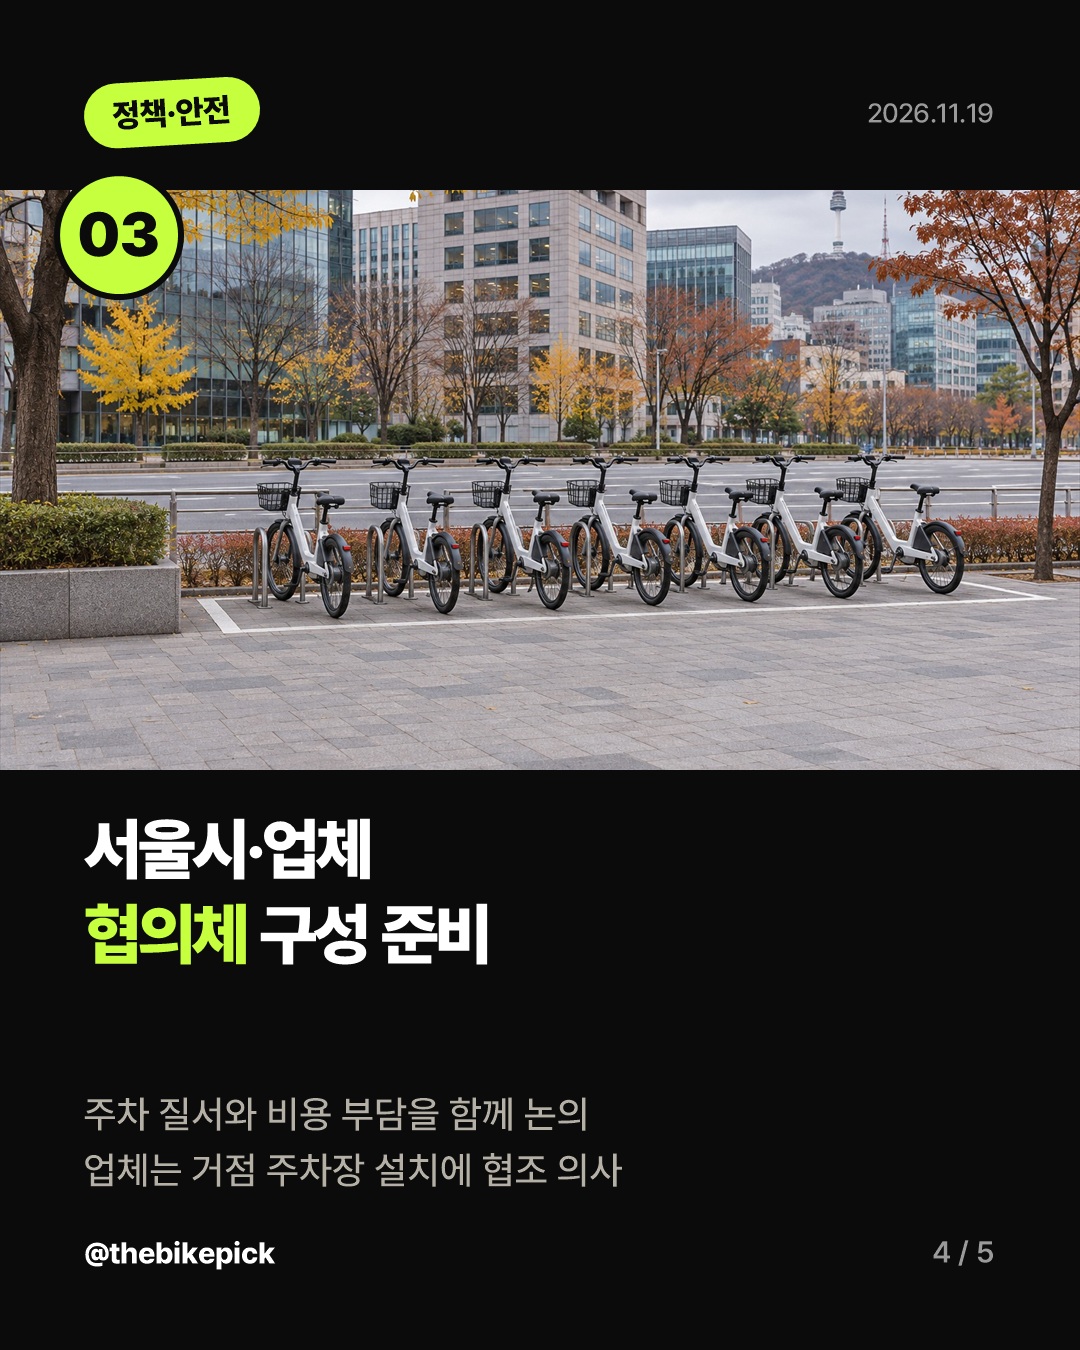 정책·안전
2026.11.19
03
서울시·업체
협의체 구성 준비
주차 질서와 비용 부담을 함께 논의
업체는 거점 주차장 설치에 협조 의사
@thebikepick
4 / 5